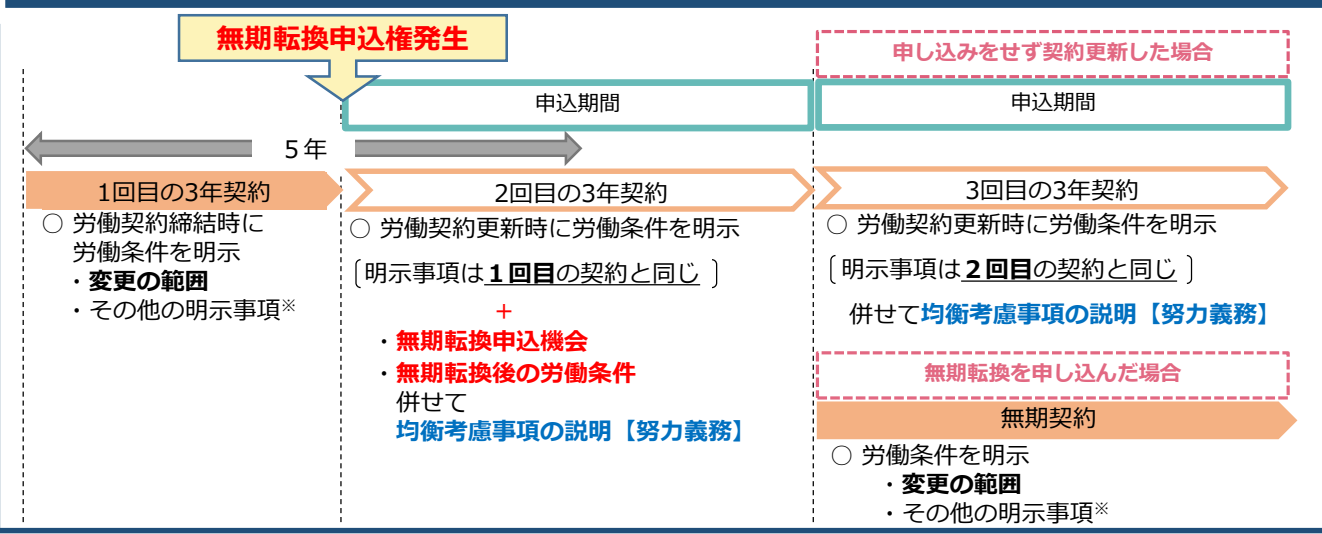 無期転換申込権発生
申し込みをせず契約更新した場合
申込期間
申込期間
5年
1回目の3年契約
○ 労働契約締結時に
労働条件を明示
・変更の範囲
・その他の明示事項※
2回目の3年契約
○ 労働契約更新時に労働条件を明示
〔明示事項は１回目の契約と同じ 〕
+
・無期転換申込機会
・無期転換後の労働条件
併せて
均衡考慮事項の説明【努力義務】
3回目の3年契約
○ 労働契約更新時に労働条件を明示
〔明示事項は２回目の契約と同じ 〕
併せて均衡考慮事項の説明【努力義務】
無期転換を申し込んだ場合
無期契約
○ 労働条件を明示
・変更の範囲
・その他の明示事項※